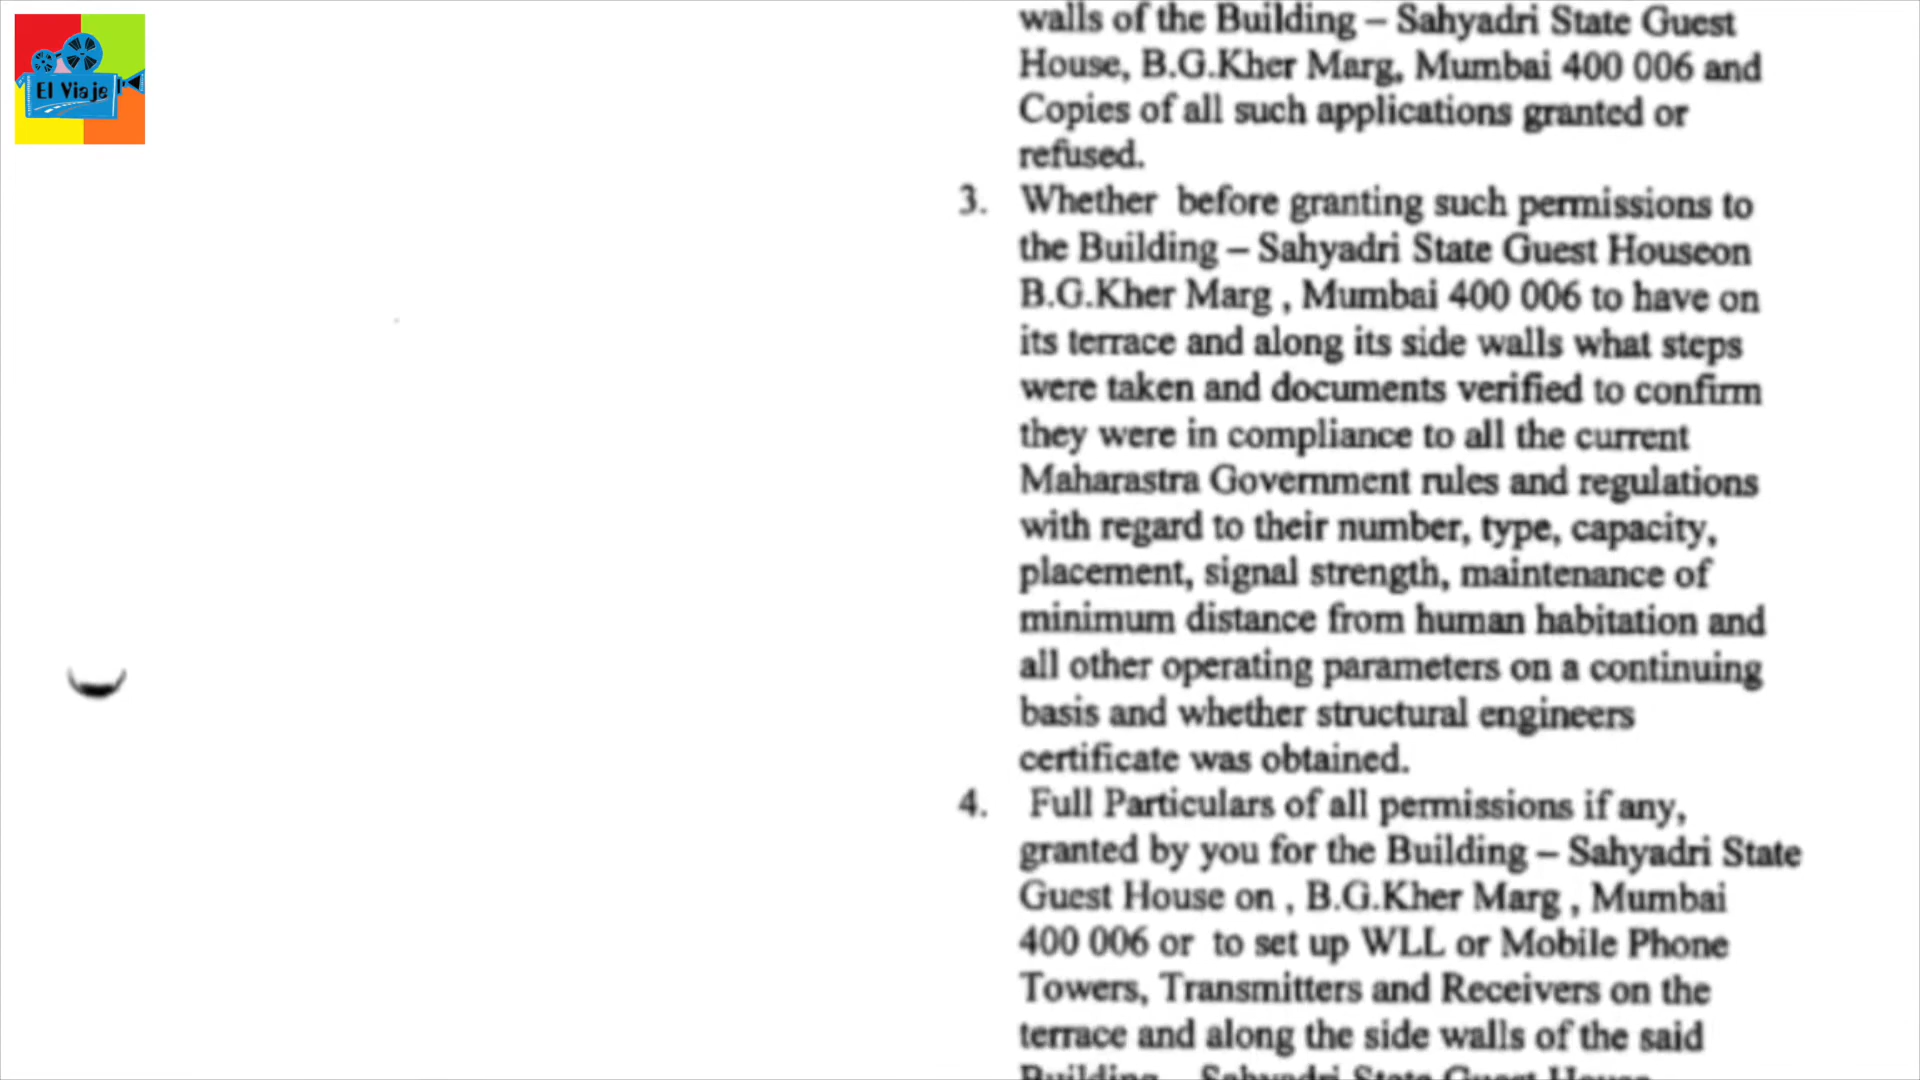 El Viaje
walls of the Building – Sahyadri State Guest
House, B.G.Kher Marg, Mumbai 400 006 and
Copies of all such applications granted or
refused.
3. Whether before granting such permissions to
the Building – Sahyadri State Guest Houseon
B.G.Kher Marg , Mumbai 400 006 to have on
its terrace and along its side walls what steps
were taken and documents verified to confirm
they were in compliance to all the current
Maharastra Government rules and regulations
with regard to their number, type, capacity,
placement, signal strength, maintenance of
minimum distance from human habitation and
all other operating parameters on a continuing
basis and whether structural engineers
certificate was obtained.
4. Full Particulars of all permissions if any,
granted by you for the Building – Sahyadri State
Guest House on , B.G.Kher Marg , Mumbai
400 006 or to set up WLL or Mobile Phone
Towers, Transmitters and Receivers on the
terrace and along the side walls of the said
Building – Sahyadri State Guest House